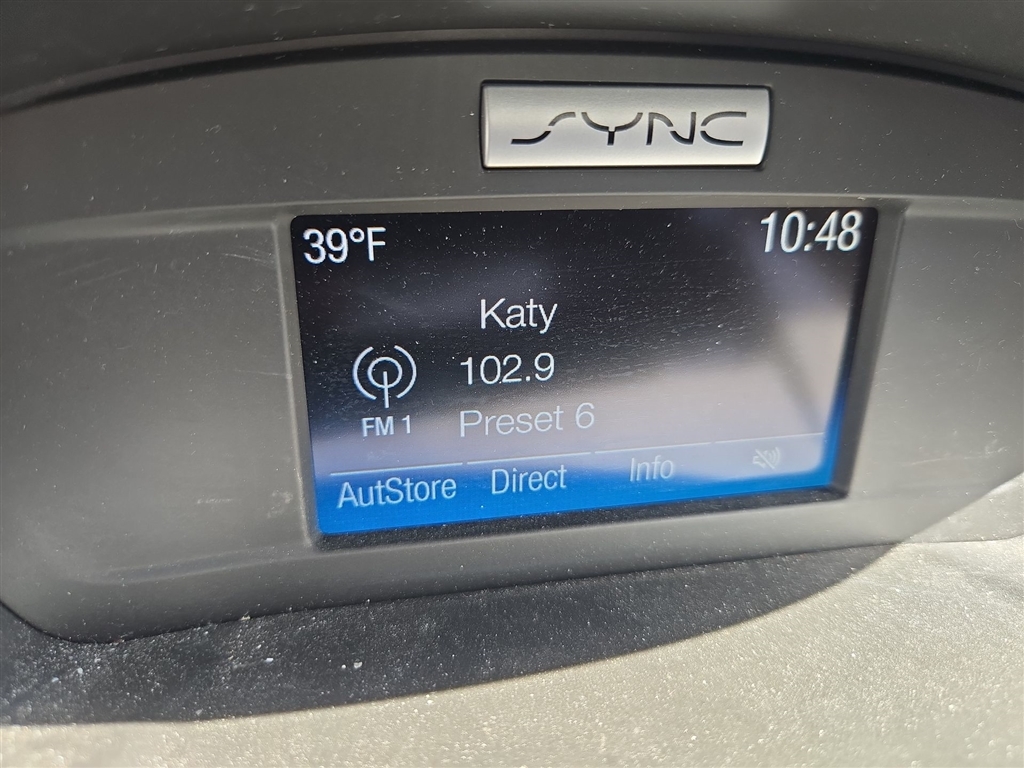 SYNC
39°F 10:48
Katy
102.9
FM 1 Preset 6
AutStore Direct Info